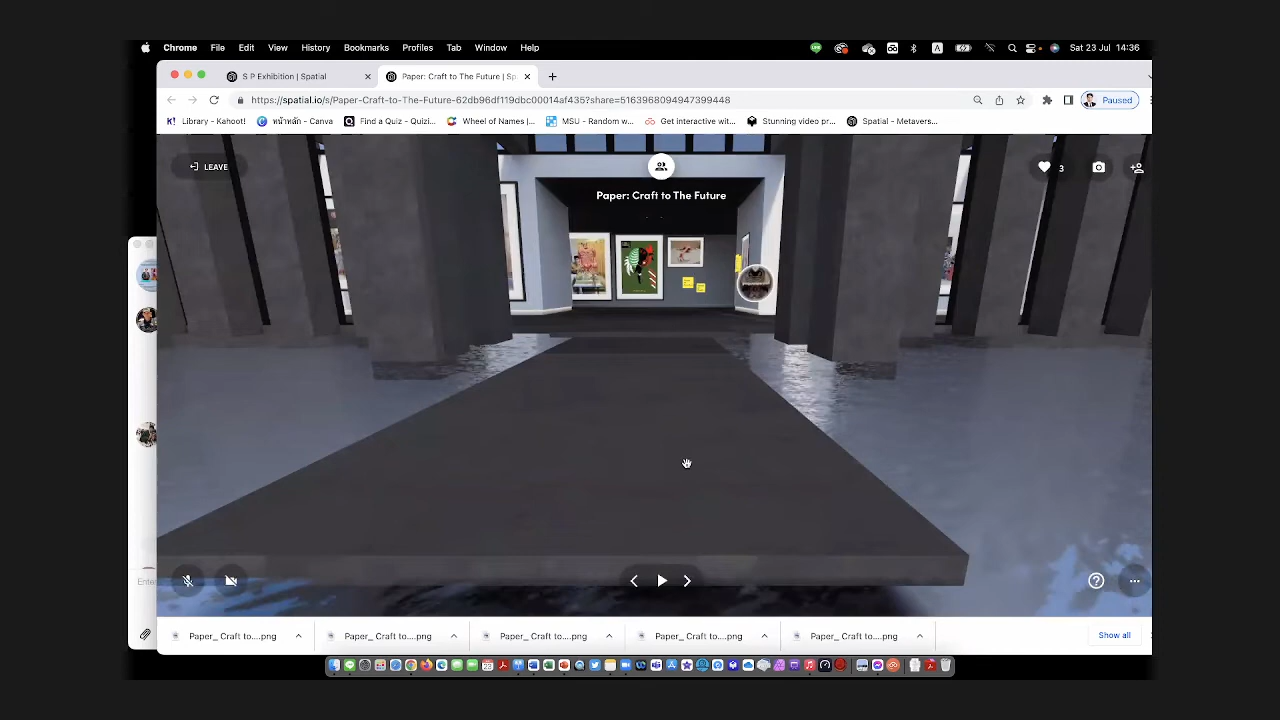 Chrome File Edit View History Bookmarks Profiles Tab Window Help
A
Sat 23 Jul 14:36
S P Exhibition | Spatial
Paper: Craft to The Future | Sp
https://spatial.io/s/Paper-Craft-to-The-Future-62db96df119dbc00014af435?share=5163968094947399448
Paused
Library - Kahoot!
หน้าหลัก - Canva
Find a Quiz - Quizi...
Wheel of Names |...
MSU - Random w...
Get interactive wit...
Stunning video pr...
Spatial - Metavers...
LEAVE
3
Paper: Craft to The Future
Ente
Paper_ Craft to....png
Paper_ Craft to....png
Paper_ Craft to....png
Paper_ Craft to....png
Paper_ Craft to....png
Show all